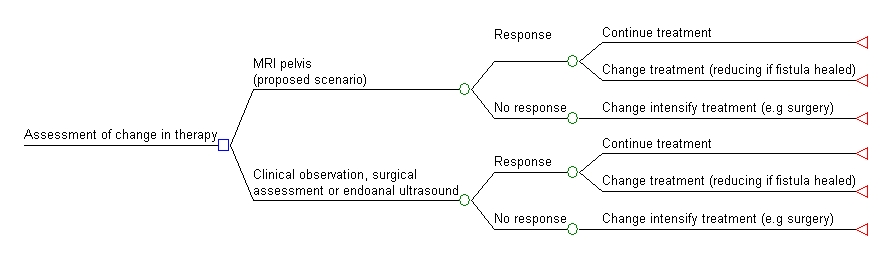 Assessment of change in therapy
MRI pelvis
(proposed scenario)
Response
Continue treatment
Change treatment (reducing if fistula healed)
No response
Change intensify treatment (e.g surgery)
Clinical observation, surgical
assessment or endoanal ultrasound
Response
Continue treatment
Change treatment (reducing if fistula healed)
No response
Change intensify treatment (e.g surgery)